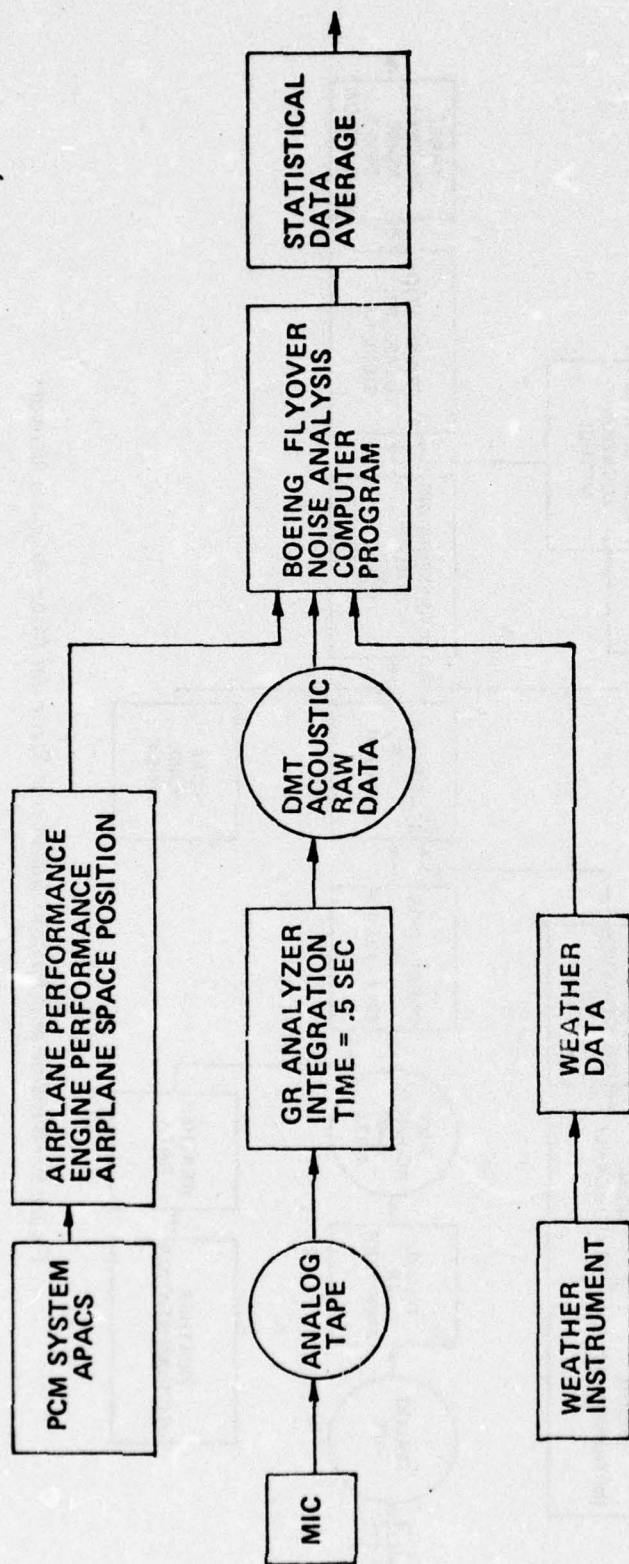 PCM SYSTEM
APACS
AIRPLANE PERFORMANCE
ENGINE PERFORMANCE
AIRPLANE SPACE POSITION
MIC
ANALOG
TAPE
GR ANALYZER
INTEGRATION
TIME = .5 SEC
DMT
ACOUSTIC
RAW
DATA
BOEING FLYOVER
NOISE ANALYSIS
COMPUTER
PROGRAM
STATISTICAL
DATA
AVERAGE
WEATHER
INSTRUMENT
WEATHER
DATA